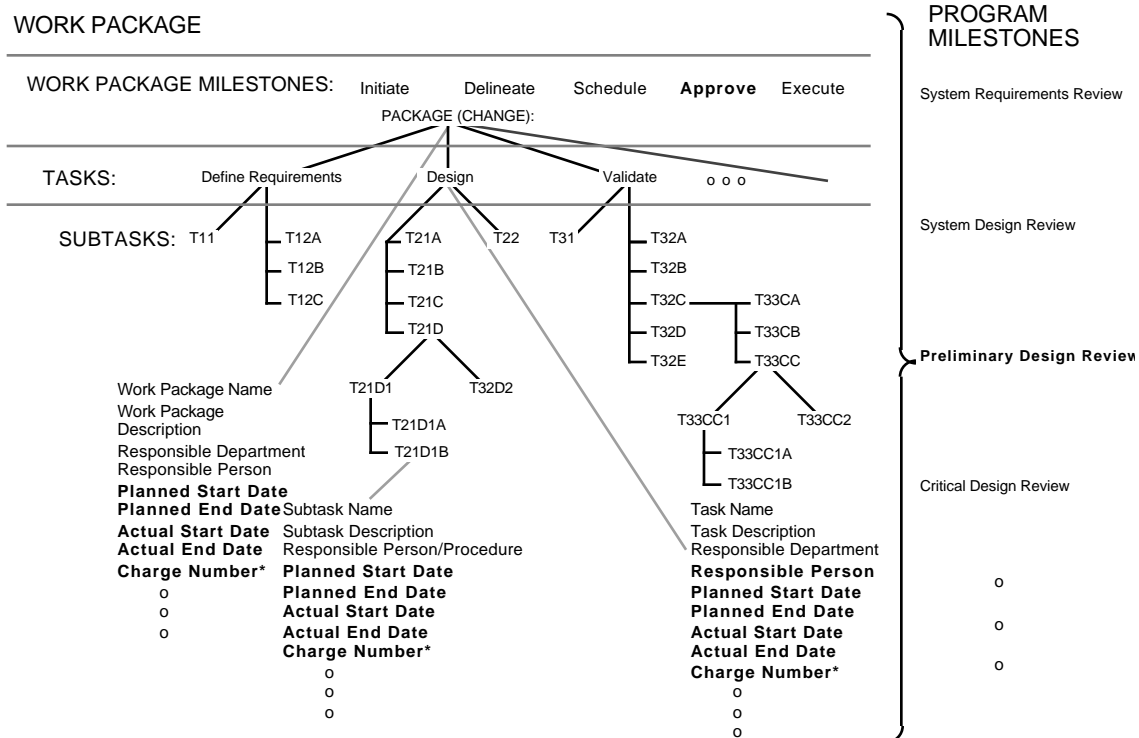 WORK PACKAGE
PROGRAM
MILESTONES
WORK PACKAGE MILESTONES: Initiate Delineate Schedule Approve Execute
System Requirements Review
PACKAGE (CHANGE):
TASKS: Define Requirements Design Validate o o o
SUBTASKS: T11 T12A T21A T22 T31 T32A
System Design Review
T12B T21B T32B
T12C T21C T32C T33CA
T21D T32D T33CB
T32E T33CC
Preliminary Design Review
T21D1 T32D2
T33CC1 T33CC2
T21D1A
T21D1B
T33CC1A
T33CC1B
Critical Design Review
Work Package Name
Work Package
Description
Responsible Department
Responsible Person
Planned Start Date
Planned End Date
Actual Start Date
Actual End Date
Charge Number*
o
o
o
Subtask Name
Subtask Description
Responsible Person/Procedure
Planned Start Date
Planned End Date
Actual Start Date
Actual End Date
Charge Number*
o
o
o
Task Name
Task Description
Responsible Department
Responsible Person
Planned Start Date
Planned End Date
Actual Start Date
Actual End Date
Charge Number*
o
o
o
o
o
o